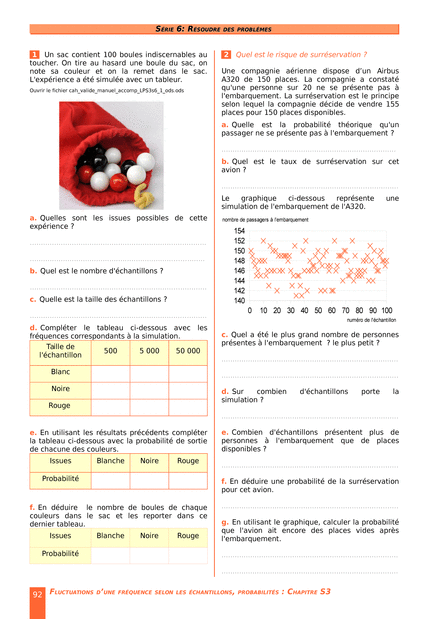 SÉRIE 6: RÉSOUDRE DES PROBLÈMES
1 Un sac contient 100 boules indiscernables au
toucher. On tire au hasard une boule du sac, on
note sa couleur et on la remet dans le sac.
L'expérience a été simulée avec un tableur.
Ouvrir le fichier cah_valide_manuel_accomp_LPS3s6_1_ods.ods
a. Quelles sont les issues possibles de cette
expérience ?
b. Quel est le nombre d'échantillons ?
c. Quelle est la taille des échantillons ?
d. Compléter le tableau ci-dessous avec les
fréquences correspondants à la simulation.
Taille de
l'échantillon
500
5 000
50 000
Blanc
Noire
Rouge
e. En utilisant les résultats précédents compléter
la tableau ci-dessous avec la probabilité de sortie
de chacune des couleurs.
Issues
Blanche
Noire
Rouge
Probabilité
f. En déduire le nombre de boules de chaque
couleurs dans le sac et les reporter dans ce
dernier tableau.
Issues
Blanche
Noire
Rouge
Probabilité
2 Quel est le risque de surréservation ?
Une compagnie aérienne dispose d'un Airbus
A320 de 150 places. La compagnie a constaté
qu'une personne sur 20 ne se présente pas à
l'embarquement. La surréservation est le principe
selon lequel la compagnie décide de vendre 155
places pour 150 places disponibles.
a. Quelle est la probabilité théorique qu'un
passager ne se présente pas à l'embarquement ?
b. Quel est le taux de surréservation sur cet
avion ?
Le graphique ci-dessous représente une
simulation de l'embarquement de l'A320.
nombre de passagers à l'embarquement
154
152
150
148
146
144
142
140
0 10 20 30 40 50 60 70 80 90 100
numéro de l'échantillon
c. Quel a été le plus grand nombre de personnes
présentes à l'embarquement ? le plus petit ?
d. Sur combien d'échantillons porte la
simulation ?
e. Combien d'échantillons présentent plus de
personnes à l'embarquement que de places
disponibles ?
f. En déduire une probabilité de la surréservation
pour cet avion.
g. En utilisant le graphique, calculer la probabilité
que l'avion ait encore des places vides après
l'embarquement.
92 FLUCTUATIONS D'UNE FRÉQUENCE SELON LES ÉCHANTILLONS, PROBABILITÉS : CHAPITRE S3